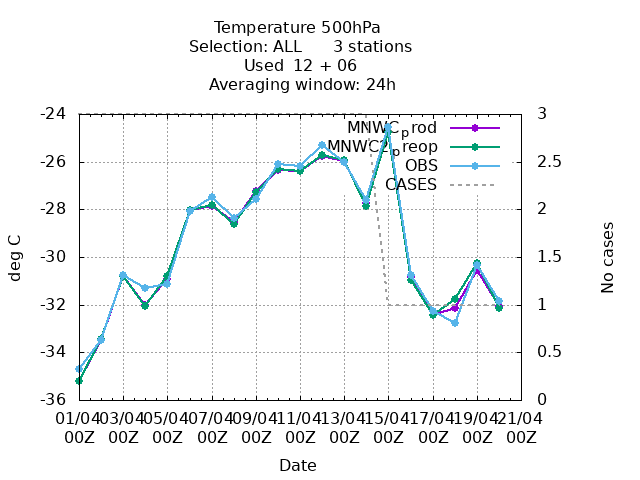 Temperature 500hPa
Selection: ALL 3 stations
Used 12 + 06
Averaging window: 24h
-24 3
MNWC_prod
MNWC2_preop
-26 2.5
OBS
CASES
-28 2
-30 1.5
-32 1
-34 0.5
-36 0
deg C
No cases
01/04 03/04 05/04 07/04 09/04 11/04 13/04 15/04 17/04 19/04 21/04
00Z 00Z 00Z 00Z 00Z 00Z 00Z 00Z 00Z 00Z 00Z
Date